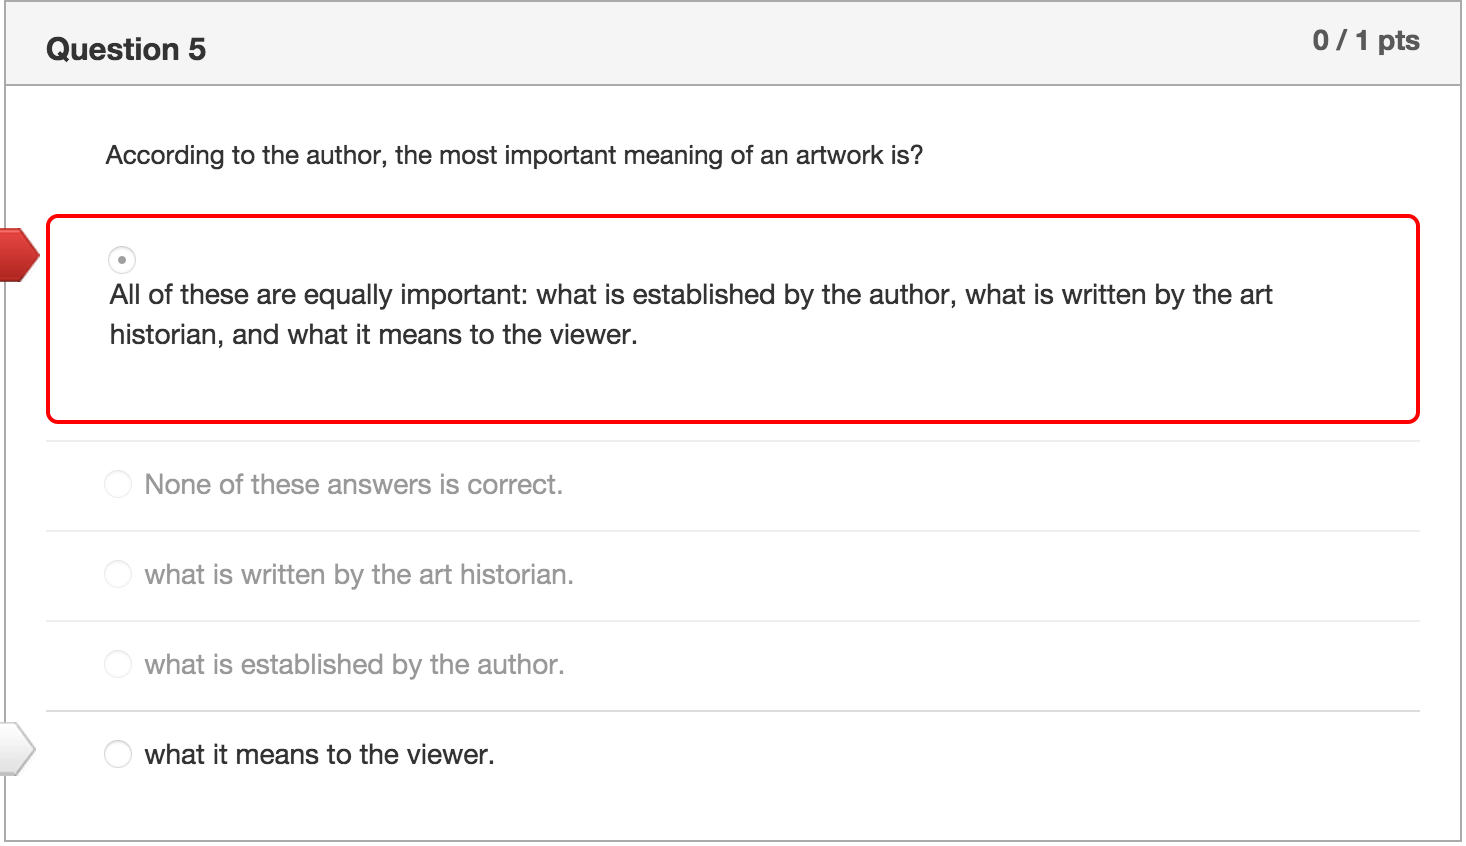 Question 5
0 / 1 pts
According to the author, the most important meaning of an artwork is?
All of these are equally important: what is established by the author, what is written by the art
historian, and what it means to the viewer.
None of these answers is correct.
what is written by the art historian.
what is established by the author.
what it means to the viewer.